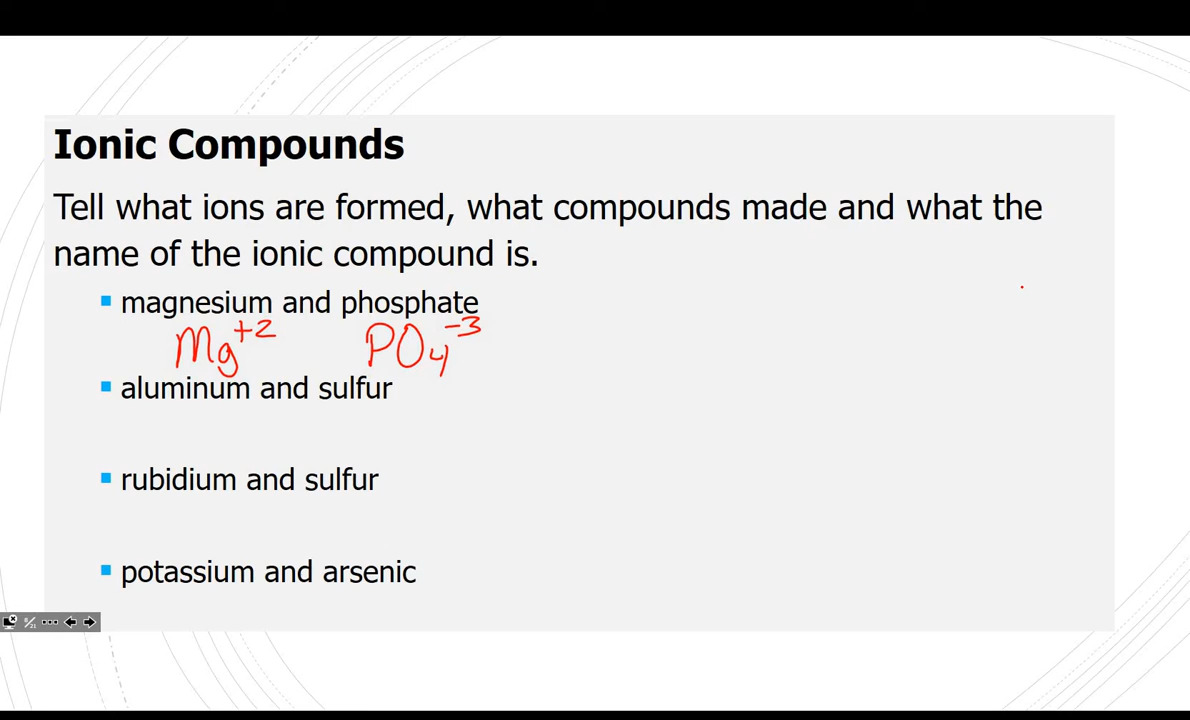 Ionic Compounds
Tell what ions are formed, what compounds made and what the
name of the ionic compound is.
magnesium and phosphate
Mg+2 PO4-3
aluminum and sulfur
rubidium and sulfur
potassium and arsenic